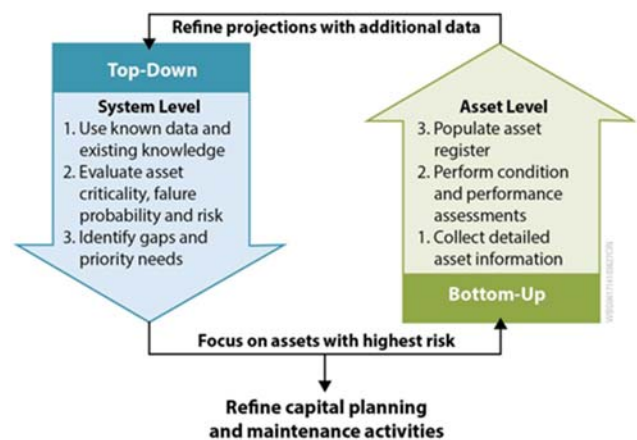 Refine projections with additional data
Top-Down
System Level
1. Use known data and
existing knowledge
2. Evaluate asset
criticality, falure
probability and risk
3. Identify gaps and
priority needs
Asset Level
3. Populate asset
register
2. Perform condition
and performance
assessments
1. Collect detailed
asset information
Bottom-Up
Focus on assets with highest risk
Refine capital planning
and maintenance activities